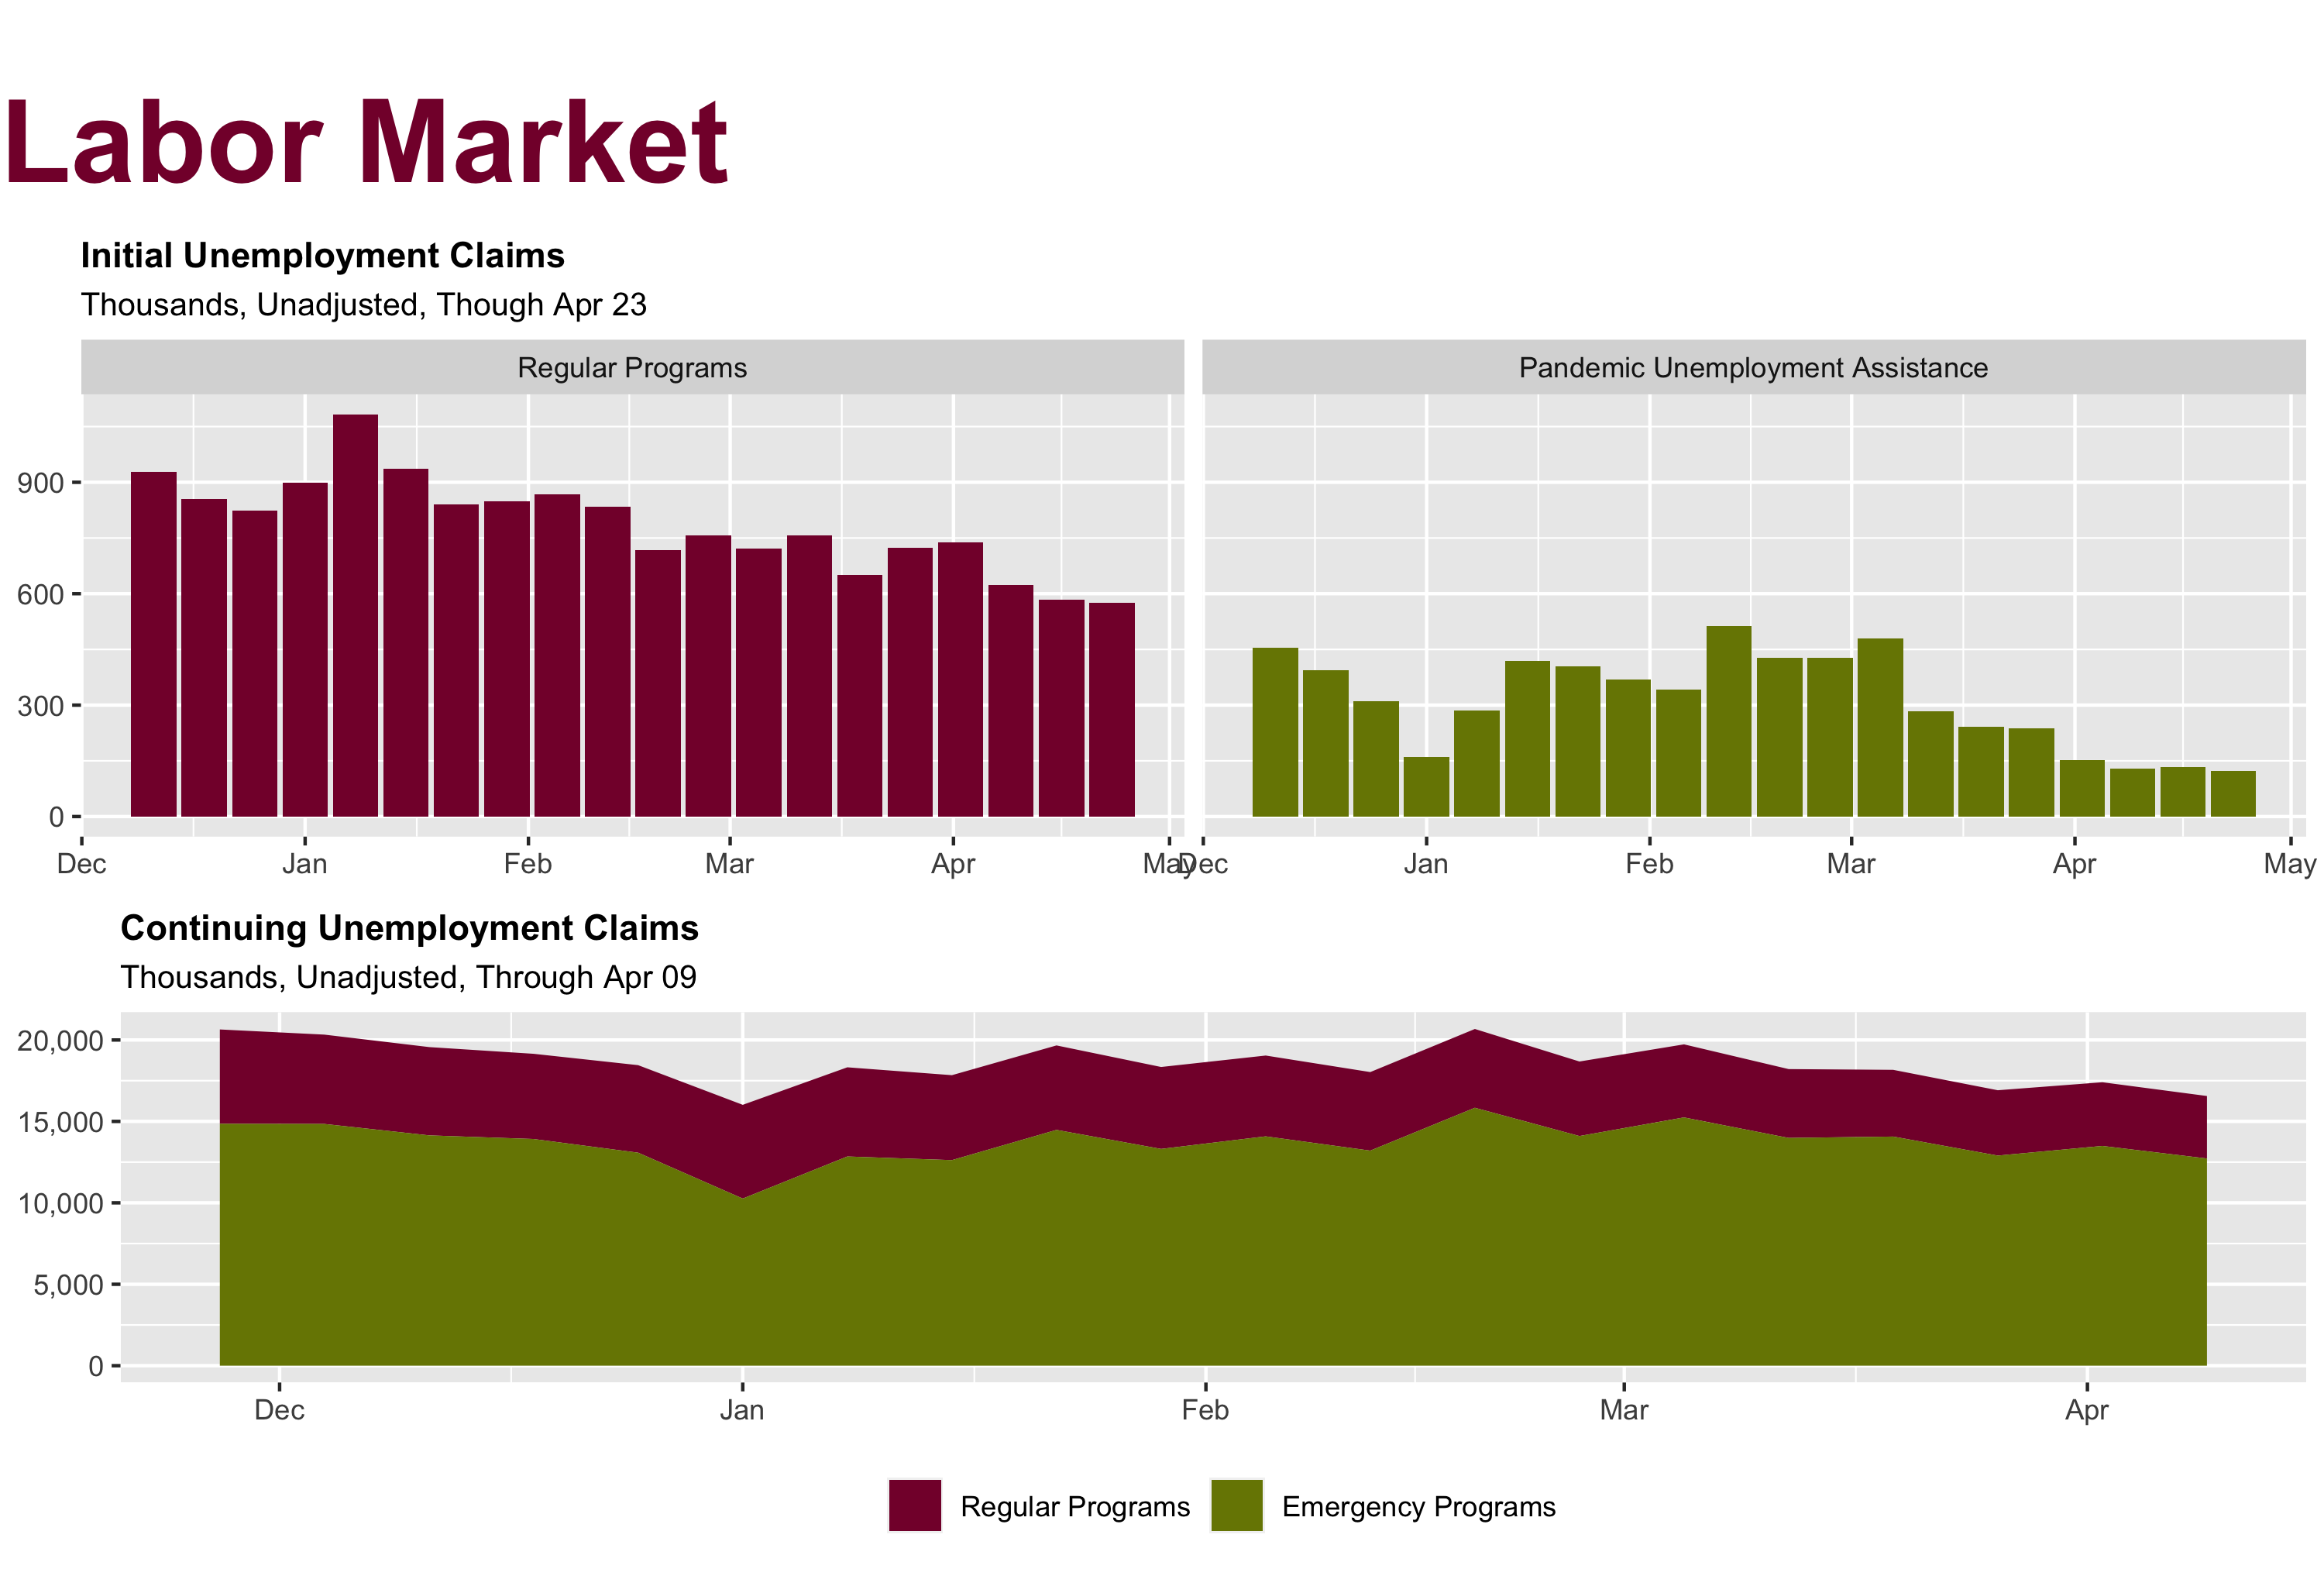 Labor Market
Initial Unemployment Claims
Thousands, Unadjusted, Though Apr 23
Regular Programs
Pandemic Unemployment Assistance
900
600
300
0
Dec Jan Feb Mar Apr May Dec Jan Feb Mar Apr May
Continuing Unemployment Claims
Thousands, Unadjusted, Through Apr 09
20,000
15,000
10,000
5,000
0
Dec Jan Feb Mar Apr
Regular Programs Emergency Programs